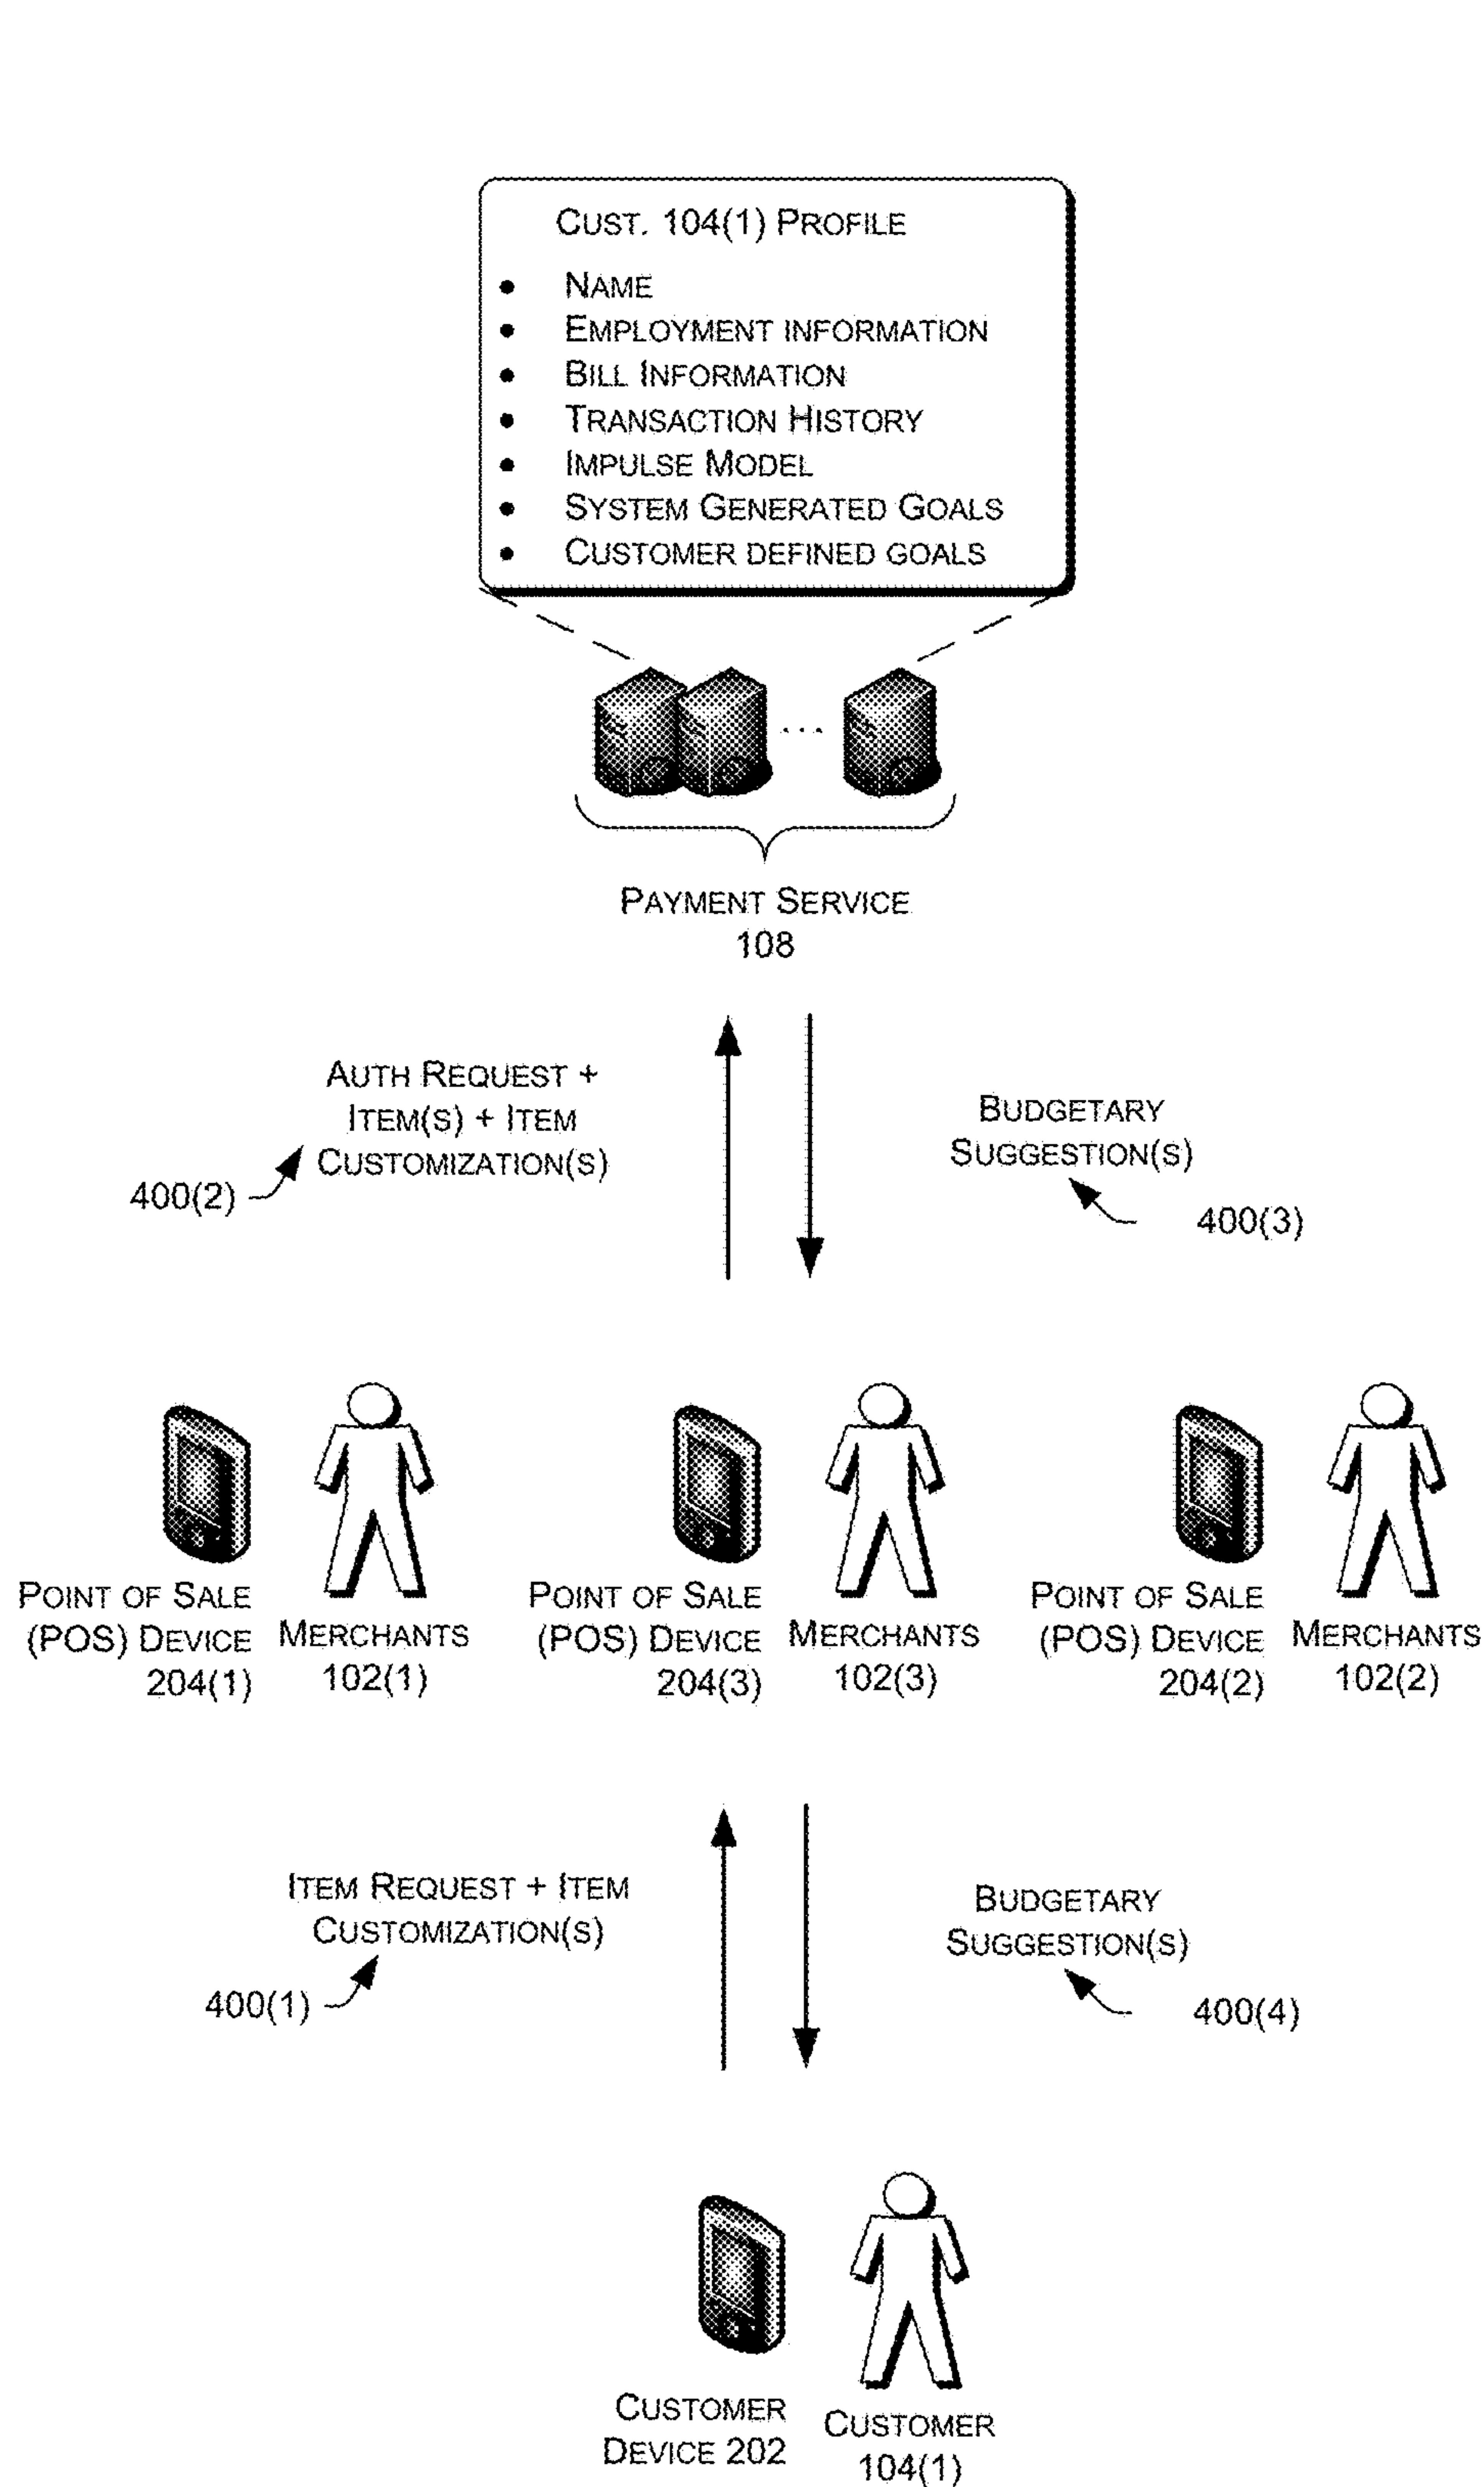 CUST. 104(1) PROFILE
• NAME
• EMPLOYMENT INFORMATION
• BILL INFORMATION
• TRANSACTION HISTORY
• IMPULSE MODEL
• SYSTEM GENERATED GOALS
• CUSTOMER DEFINED GOALS
...
PAYMENT SERVICE
108
AUTH REQUEST +
ITEM(S) + ITEM
CUSTOMIZATION(S)
400(2)
BUDGETARY
SUGGESTION(S)
400(3)
POINT OF SALE
(POS) DEVICE
204(1)
MERCHANTS
102(1)
POINT OF SALE
(POS) DEVICE
204(3)
MERCHANTS
102(3)
POINT OF SALE
(POS) DEVICE
204(2)
MERCHANTS
102(2)
ITEM REQUEST + ITEM
CUSTOMIZATION(S)
400(1)
BUDGETARY
SUGGESTION(S)
400(4)
CUSTOMER
DEVICE 202
CUSTOMER
104(1)